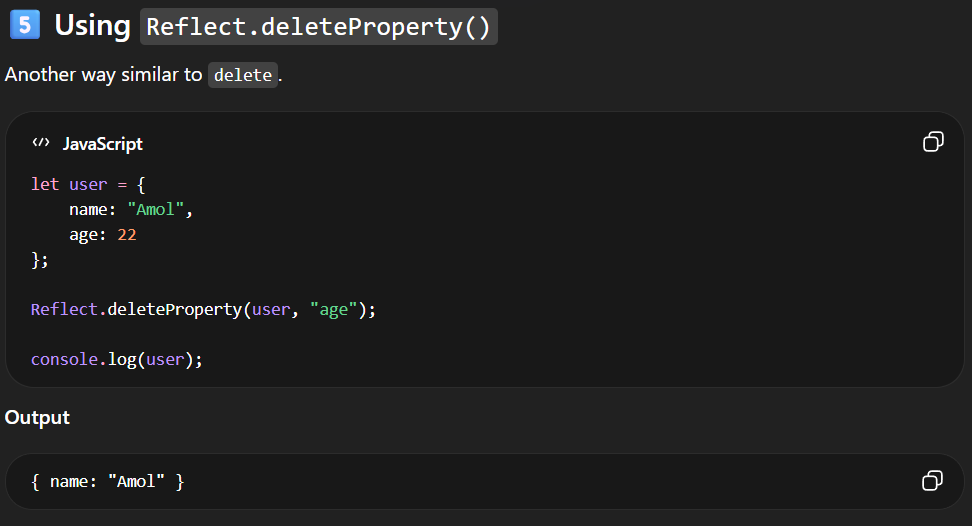 5 Using Reflect.deleteProperty()
Another way similar to delete.
</> JavaScript
let user = {
    name: "Amol",
    age: 22
};
Reflect.deleteProperty(user, "age");
console.log(user);
Output
{ name: "Amol" }